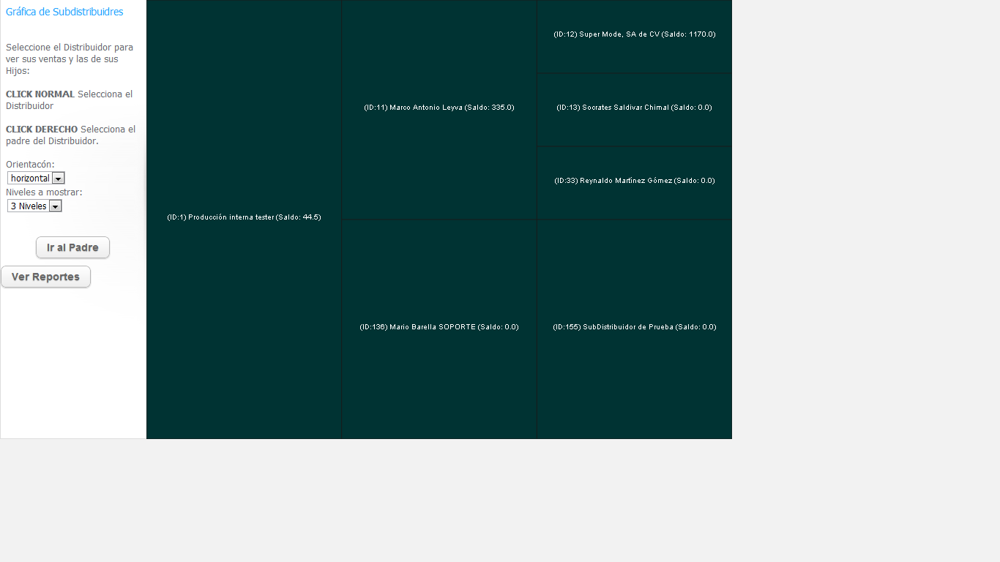 Gráfica de Subdistribuidres
Seleccione el Distribuidor para
ver sus ventas y las de sus
Hijos:
CLICK NORMAL Selecciona el
Distribuidor
CLICK DERECHO Selecciona el
padre del Distribuidor.
Orientacón:
horizontal
Niveles a mostrar:
3 Niveles
Ir al Padre
Ver Reportes
(ID:1) Producción interna tester (Saldo: 44.5)
(ID:11) Marco Antonio Leyva (Saldo: 335.0)
(ID:136) Mario Barella SOPORTE (Saldo: 0.0)
(ID:12) Super Mode, SA de CV (Saldo: 1170.0)
(ID:13) Socrates Saldivar Chimal (Saldo: 0.0)
(ID:33) Reynaldo Martínez Gómez (Saldo: 0.0)
(ID:155) SubDistribuidor de Prueba (Saldo: 0.0)